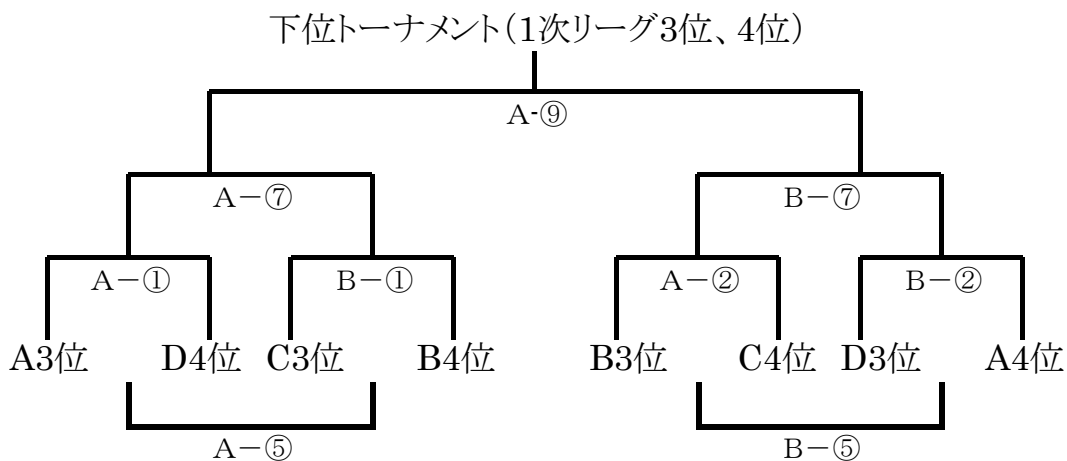 下位トーナメント（1次リーグ3位、4位）
A-⑨
A－⑦ B－⑦
A－① B－① A－② B－②
A3位 D4位 C3位 B4位 B3位 C4位 D3位 A4位
A－⑤ B－⑤